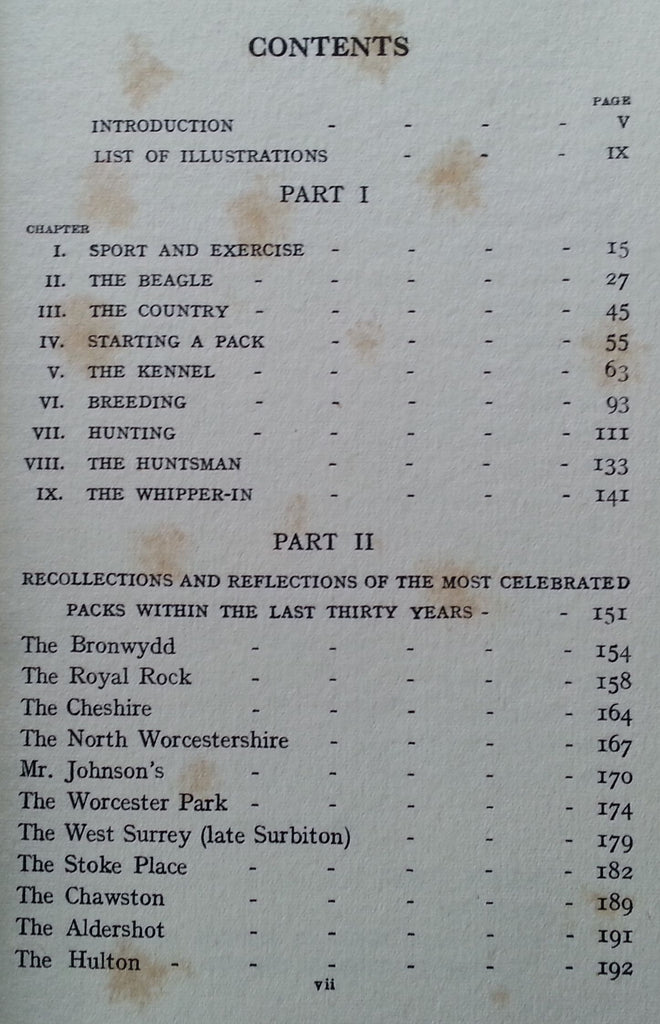 CONTENTS
PAGE
INTRODUCTION - - - - V
LIST OF ILLUSTRATIONS - - - IX
PART I
CHAPTER
I. SPORT AND EXERCISE - - - - 15
II. THE BEAGLE - - - - - 27
III. THE COUNTRY - - - - - 45
IV. STARTING A PACK - - - - 55
V. THE KENNEL - - - - - 63
VI. BREEDING - - - - - 93
VII. HUNTING - - - - - 111
VIII. THE HUNTSMAN - - - - 133
IX. THE WHIPPER-IN - - - - 141
PART II
RECOLLECTIONS AND REFLECTIONS OF THE MOST CELEBRATED
PACKS WITHIN THE LAST THIRTY YEARS - - 151
The Bronwydd - - - - - 154
The Royal Rock - - - - - 158
The Cheshire - - - - - 164
The North Worcestershire - - - - 167
Mr. Johnson's - - - - - 170
The Worcester Park - - - - - 174
The West Surrey (late Surbiton) - - - 179
The Stoke Place - - - - - 182
The Chawston - - - - - 189
The Aldershot - - - - - 191
The Hulton - - - - - - 192
vii